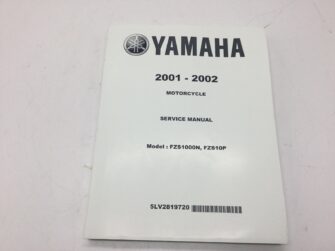 YAMAHA
2001 - 2002
MOTORCYCLE
SERVICE MANUAL
Model : FZS1000N, FZS10P
5LV2819720